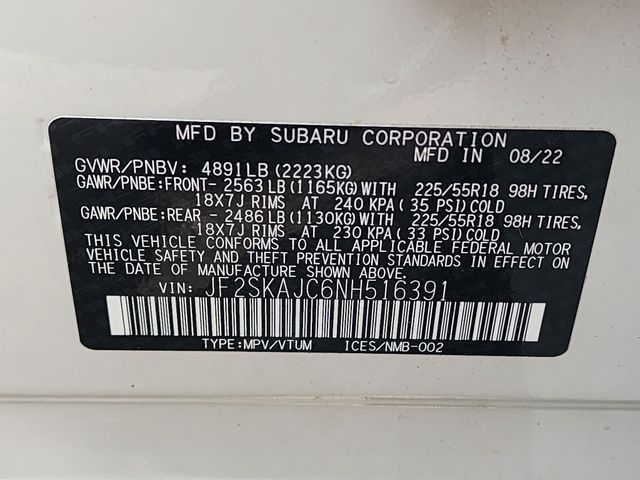 MFD BY SUBARU CORPORATION
MFD IN 08/22
GVWR/PNBV: 4891LB (2223KG)
GAWR/PNBE:FRONT- 2563LB (1165KG)WITH 225/55R18 98H TIRES,
18X7J RIMS AT 240 KPA (35 PSI)COLD
GAWR/PNBE:REAR - 2486LB (1130KG)WITH 225/55R18 98H TIRES,
18X7J RIMS AT 230 KPA (33 PSI)COLD
THIS VEHICLE CONFORMS TO ALL APPLICABLE FEDERAL MOTOR
VEHICLE SAFETY AND THEFT PREVENTION STANDARDS IN EFFECT
ON THE DATE OF MANUFACTURE SHOWN ABOVE.
VIN: JF2SKAJC6NH516391
TYPE:MPV/VTUM ICES/NMB-002